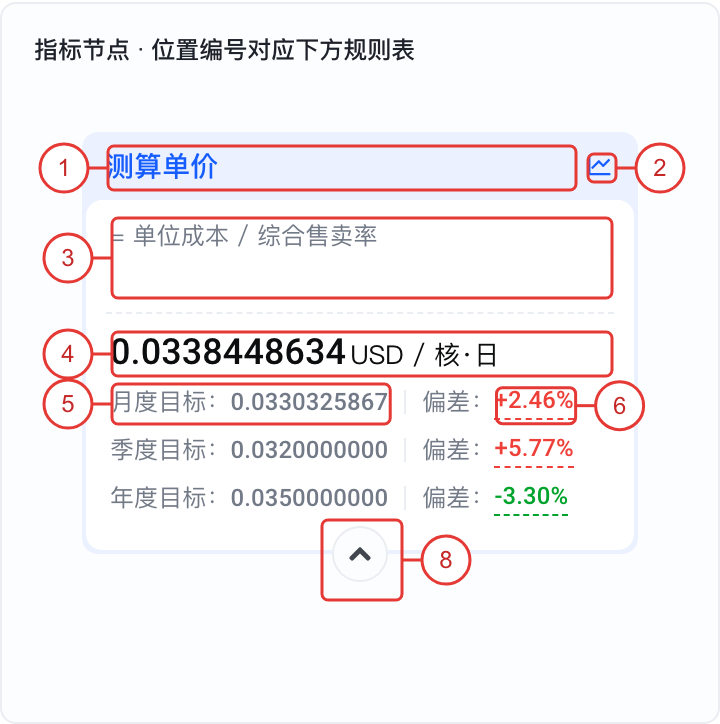 指标节点 · 位置编号对应下方规则表
1 测算单价 2
3 = 单位成本 / 综合售卖率
4 0.0338448634 USD / 核·日
5 月度目标: 0.0330325867 偏差: +2.46% 6
季度目标: 0.0320000000 偏差: +5.77%
年度目标: 0.0350000000 偏差: -3.30%
8